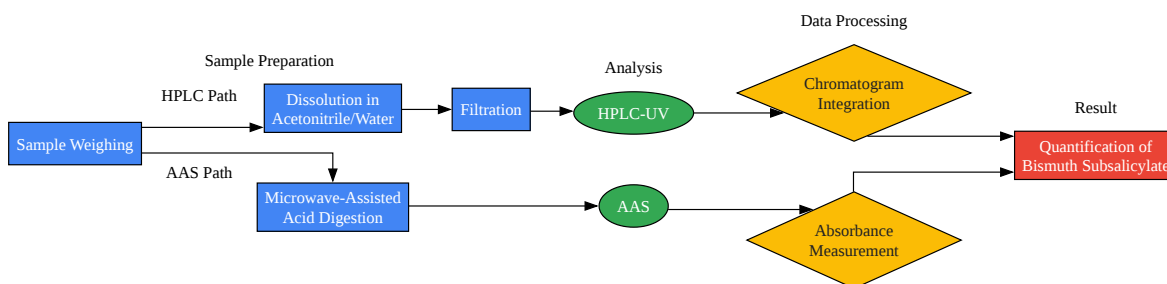 Data Processing
Sample Preparation
Analysis
HPLC Path
Dissolution in
Acetonitrile/Water
Filtration
HPLC-UV
Chromatogram
Integration
Result
Sample Weighing
Quantification of
Bismuth Subsalicylate
AAS Path
Microwave-Assisted
Acid Digestion
AAS
Absorbance
Measurement